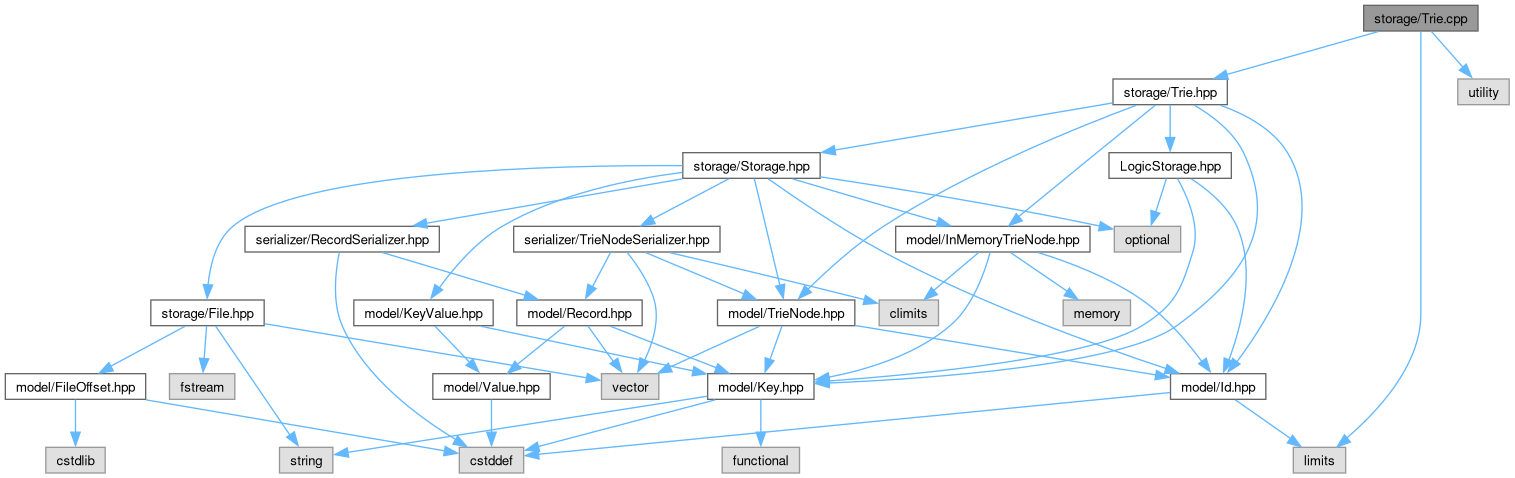 storage/Trie.cpp
storage/Trie.hpp
utility
storage/Storage.hpp
LogicStorage.hpp
serializer/RecordSerializer.hpp
serializer/TrieNodeSerializer.hpp
model/InMemoryTrieNode.hpp
optional
storage/File.hpp
model/KeyValue.hpp
model/Record.hpp
model/TrieNode.hpp
climits
memory
model/FileOffset.hpp
fstream
model/Value.hpp
vector
model/Key.hpp
model/Id.hpp
cstdlib
string
cstddef
functional
limits